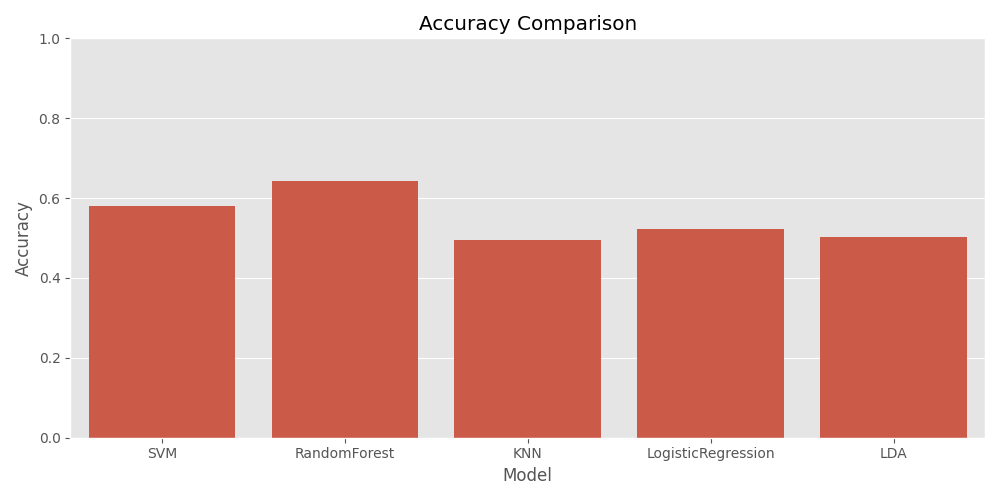 Accuracy Comparison
1.0
0.8
0.6
0.4
0.2
0.0
Accuracy
SVM
RandomForest
KNN
LogisticRegression
LDA
Model